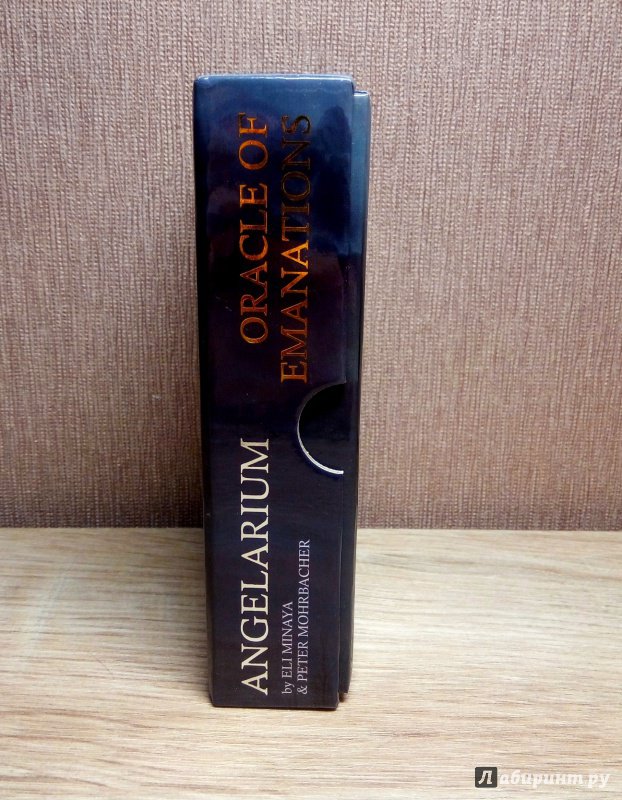 ORACLE OF
EMANATIONS
ANGELARIUM
by ELI MINAYA
& PETER MOHRBACHER
Лабиринт.ру